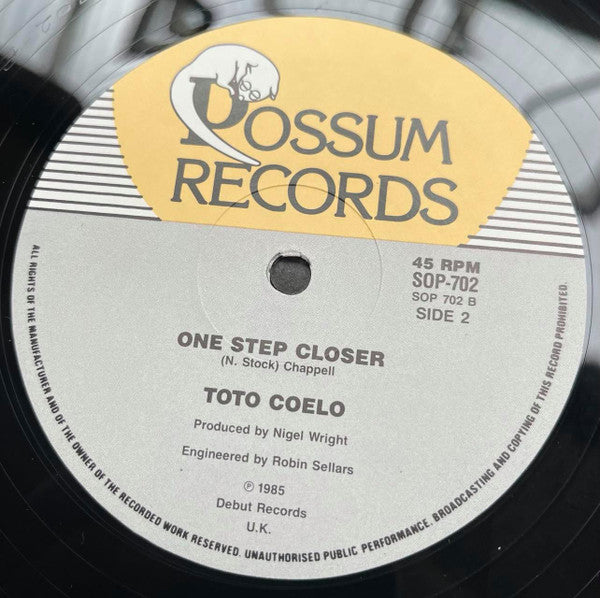 POSSUM
RECORDS
45 RPM
SOP-702
SOP 702 B
SIDE 2
ONE STEP CLOSER
(N. Stock) Chappell
TOTO COELO
Produced by Nigel Wright
Engineered by Robin Sellars
℗ 1985
Debut Records
U.K.
ALL RIGHTS OF THE MANUFACTURER AND OF THE OWNER OF THE RECORDED WORK RESERVED. UNAUTHORISED PUBLIC PERFORMANCE. BROADCASTING AND COPYING OF THIS RECORD PROHIBITED.